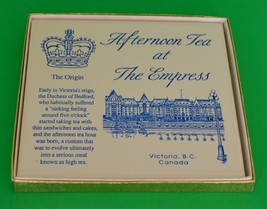 Afternoon Tea
at
The Empress
The Origin
Early in Victoria's reign,
the Duchess of Bedford,
who habitually suffered
a "sinking feeling
around five o'clock"
started taking tea with
thin sandwiches and cakes,
and the afternoon tea hour
was born, a custom that
was to evolve ultimately
into a serious meal
known as high tea.
Victoria, B.C.
Canada